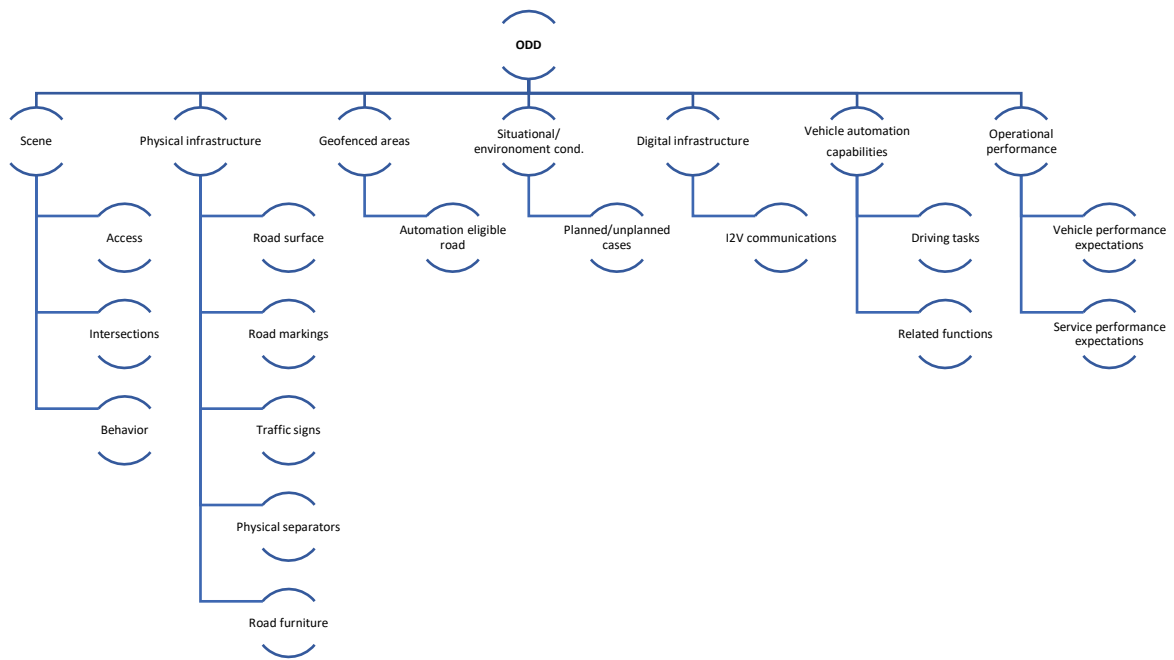 ODD
Scene
Physical infrastructure
Geofenced areas
Situational/
environoment cond.
Digital infrastructure
Vehicle automation
capabilities
Operational
performance
Access
Intersections
Behavior
Road surface
Road markings
Traffic signs
Physical separators
Road furniture
Automation eligible
road
Planned/unplanned
cases
I2V communications
Driving tasks
Related functions
Vehicle performance
expectations
Service performance
expectations